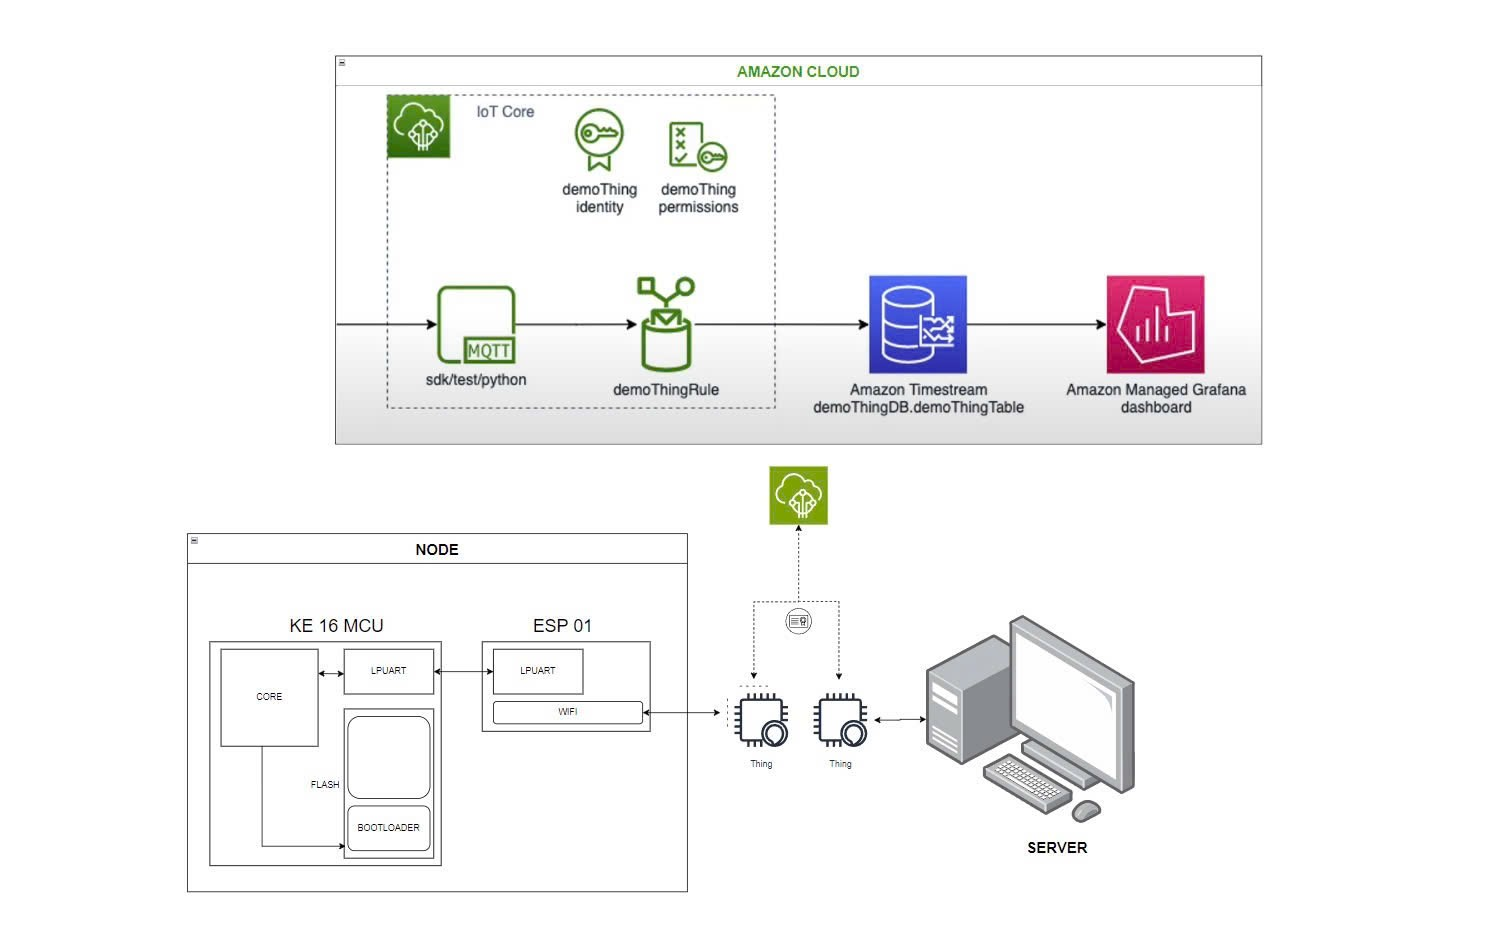 AMAZON CLOUD
IoT Core
demoThing
identity
demoThing
permissions
MQTT
sdk/test/python
demoThingRule
Amazon Timestream
demoThingDB.demoThingTable
Amazon Managed Grafana
dashboard
NODE
KE 16 MCU
ESP 01
CORE
LPUART
LPUART
WIFI
FLASH
BOOTLOADER
Thing
Thing
SERVER